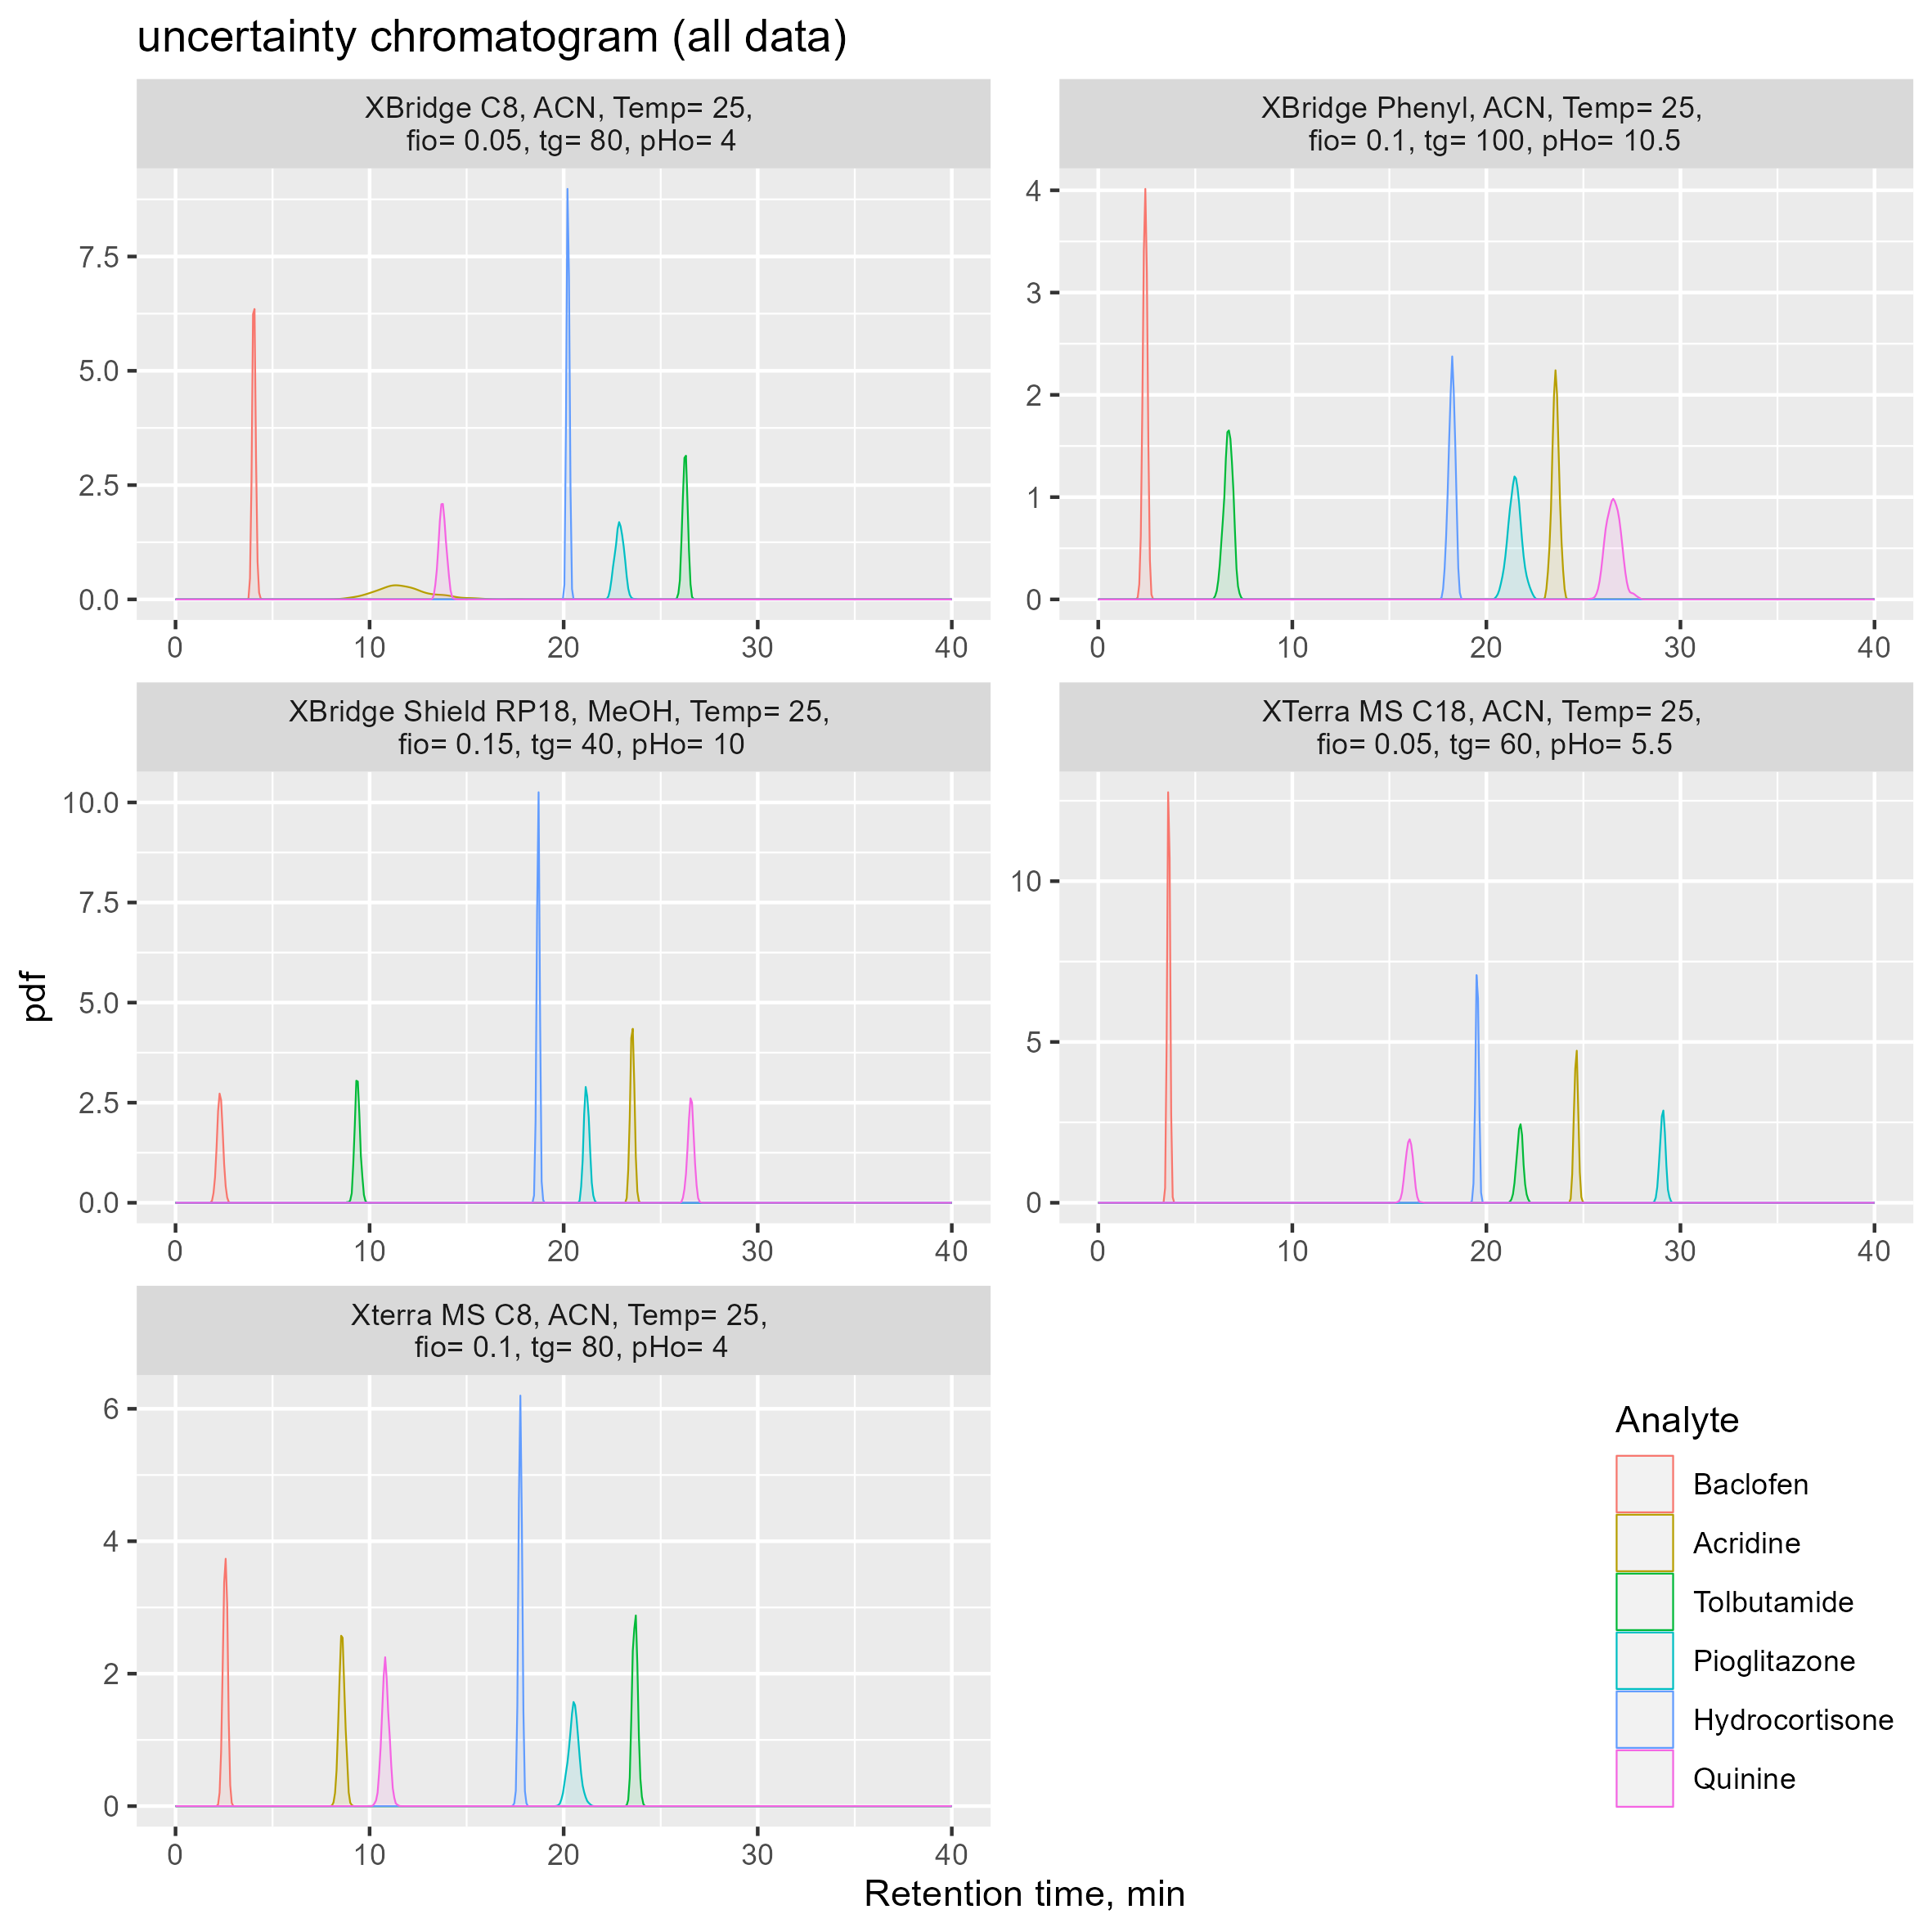 uncertainty chromatogram (all data)
XBridge C8, ACN, Temp= 25,
fio= 0.05, tg= 80, pHo= 4
XBridge Phenyl, ACN, Temp= 25,
fio= 0.1, tg= 100, pHo= 10.5
7.5
5.0
2.5
0.0
4
3
2
1
0
0 10 20 30 40
0 10 20 30 40
XBridge Shield RP18, MeOH, Temp= 25,
fio= 0.15, tg= 40, pHo= 10
XTerra MS C18, ACN, Temp= 25,
fio= 0.05, tg= 60, pHo= 5.5
pdf
10.0
7.5
5.0
2.5
0.0
10
5
0
0 10 20 30 40
0 10 20 30 40
Xterra MS C8, ACN, Temp= 25,
fio= 0.1, tg= 80, pHo= 4
6
4
2
0
0 10 20 30 40
Retention time, min
Analyte
Baclofen
Acridine
Tolbutamide
Pioglitazone
Hydrocortisone
Quinine